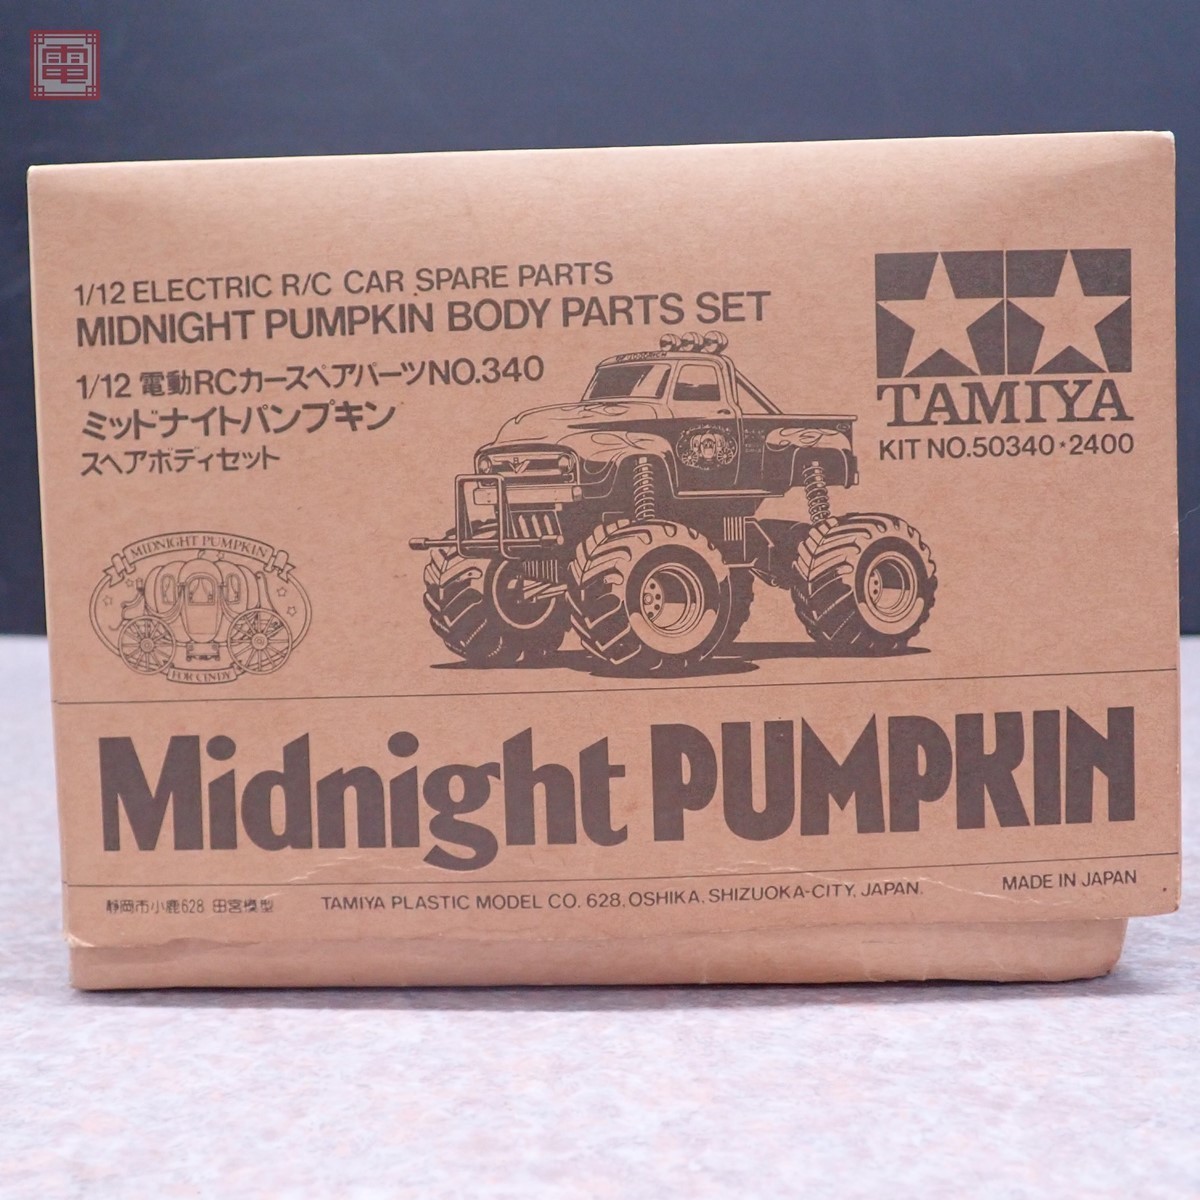 電
1/12 ELECTRIC R/C CAR SPARE PARTS
MIDNIGHT PUMPKIN BODY PARTS SET
1/12 電動RCカースペアパーツNO.340
ミッドナイトパンプキン
スペアボディセット
TAMIYA
KIT NO.50340★2400
MIDNIGHT PUMPKIN
FOR CINDY
Midnight PUMPKIN
静岡市小鹿628 田宮模型
TAMIYA PLASTIC MODEL CO. 628, OSHIKA, SHIZUOKA-CITY, JAPAN.
MADE IN JAPAN